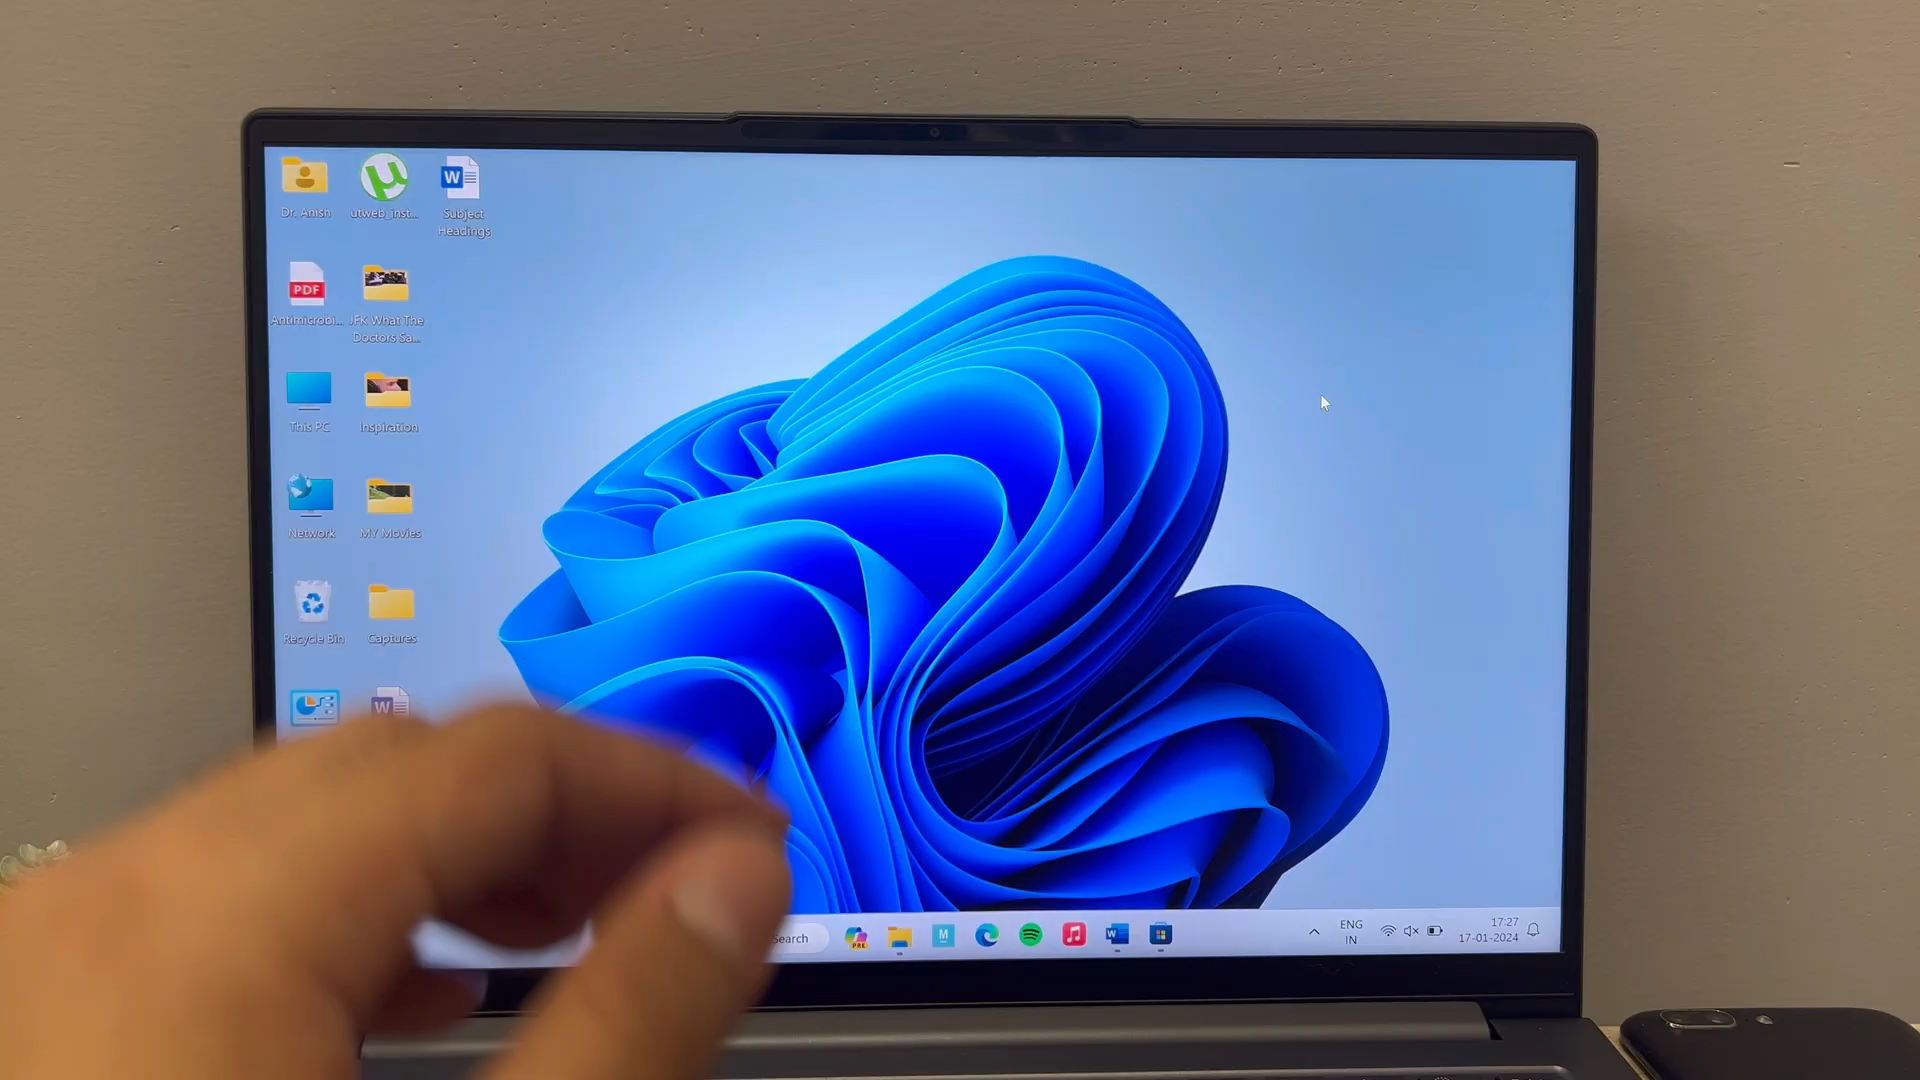 Dr. Anish
utweb_inst...
Subject
Headings
PDF
Antimicrobi...
JFK What The
Doctors Sa...
This PC
Inspiration
Network
MY Movies
Recycle Bin
Captures
W
W
Search
PRE
M
W
ENG
IN
17:27
17-01-2024